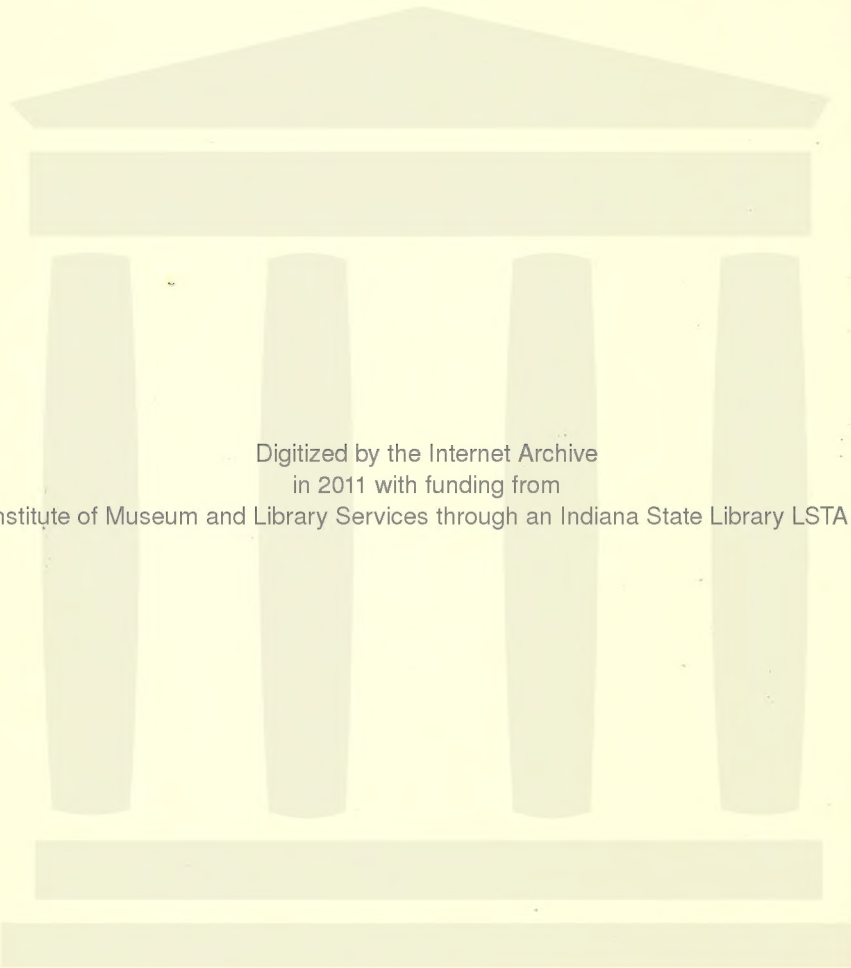 Digitized by the Internet Archive
in 2011 with funding from
nstitute of Museum and Library Services through an Indiana State Library LSTA